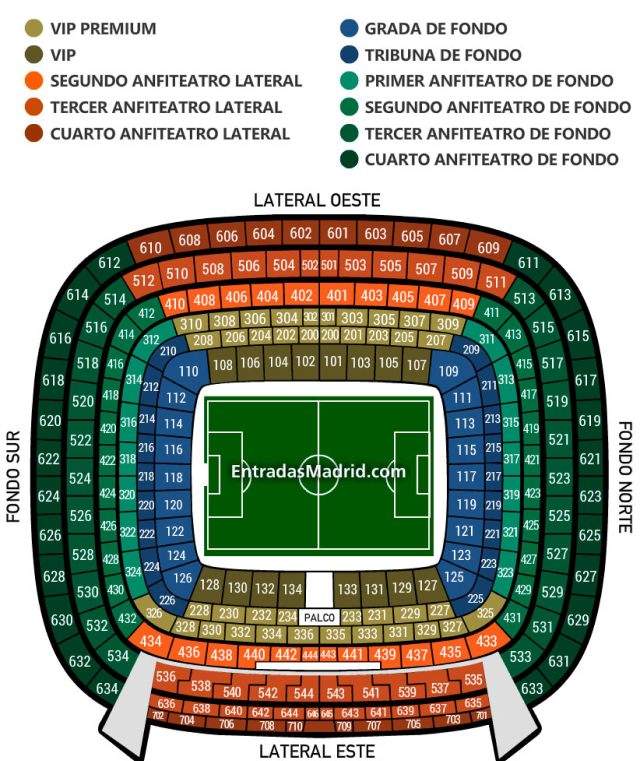 VIP PREMIUM
VIP
SEGUNDO ANFITEATRO LATERAL
TERCER ANFITEATRO LATERAL
CUARTO ANFITEATRO LATERAL
GRADA DE FONDO
TRIBUNA DE FONDO
PRIMER ANFITEATRO DE FONDO
SEGUNDO ANFITEATRO DE FONDO
TERCER ANFITEATRO DE FONDO
CUARTO ANFITEATRO DE FONDO
LATERAL OESTE
610 608 606 604 602 601 603 605 607 609
612 611
512 510 508 506 504 502 501 503 505 507 509 511
614 514 513 613
410 408 406 404 402 401 403 405 407 409
412 411
310 308 306 304 302 301 303 305 307 309
312 311
208 206 204 202 200 200 201 203 205 207
210 209
616 516 414 413 515 615
110 108 106 104 102 101 103 105 107 109
618 518 416 314 212 112 111 211 313 415 517 617
620 520 418 316 214 114 113 213 315 417 519 619
FONDO SUR
622 522 420 318 216 116 115 215 317 419 521 621
FONDO NORTE
EntradasMadrid.com
624 524 422 320 218 118 117 217 319 421 523 623
626 526 424 322 220 120 119 219 321 423 525 625
628 528 426 324 222 122 121 221 323 425 527 627
630 530 428 224 124 123 223 427 529 629
430 226 126 128 130 132 134 133 131 129 127 125 225 429
632 532 432 326 228 230 232 234 PALCO 233 231 229 227 325 431 531 631
328 330 332 334 336 335 333 331 329 327
634 534 434 436 438 440 442 444 443 441 439 437 435 433 533 633
536 538 540 542 544 543 541 539 537 535
636 638 640 642 644 646 645 643 641 639 637 635
702 704 706 708 710 709 707 705 703 701
LATERAL ESTE